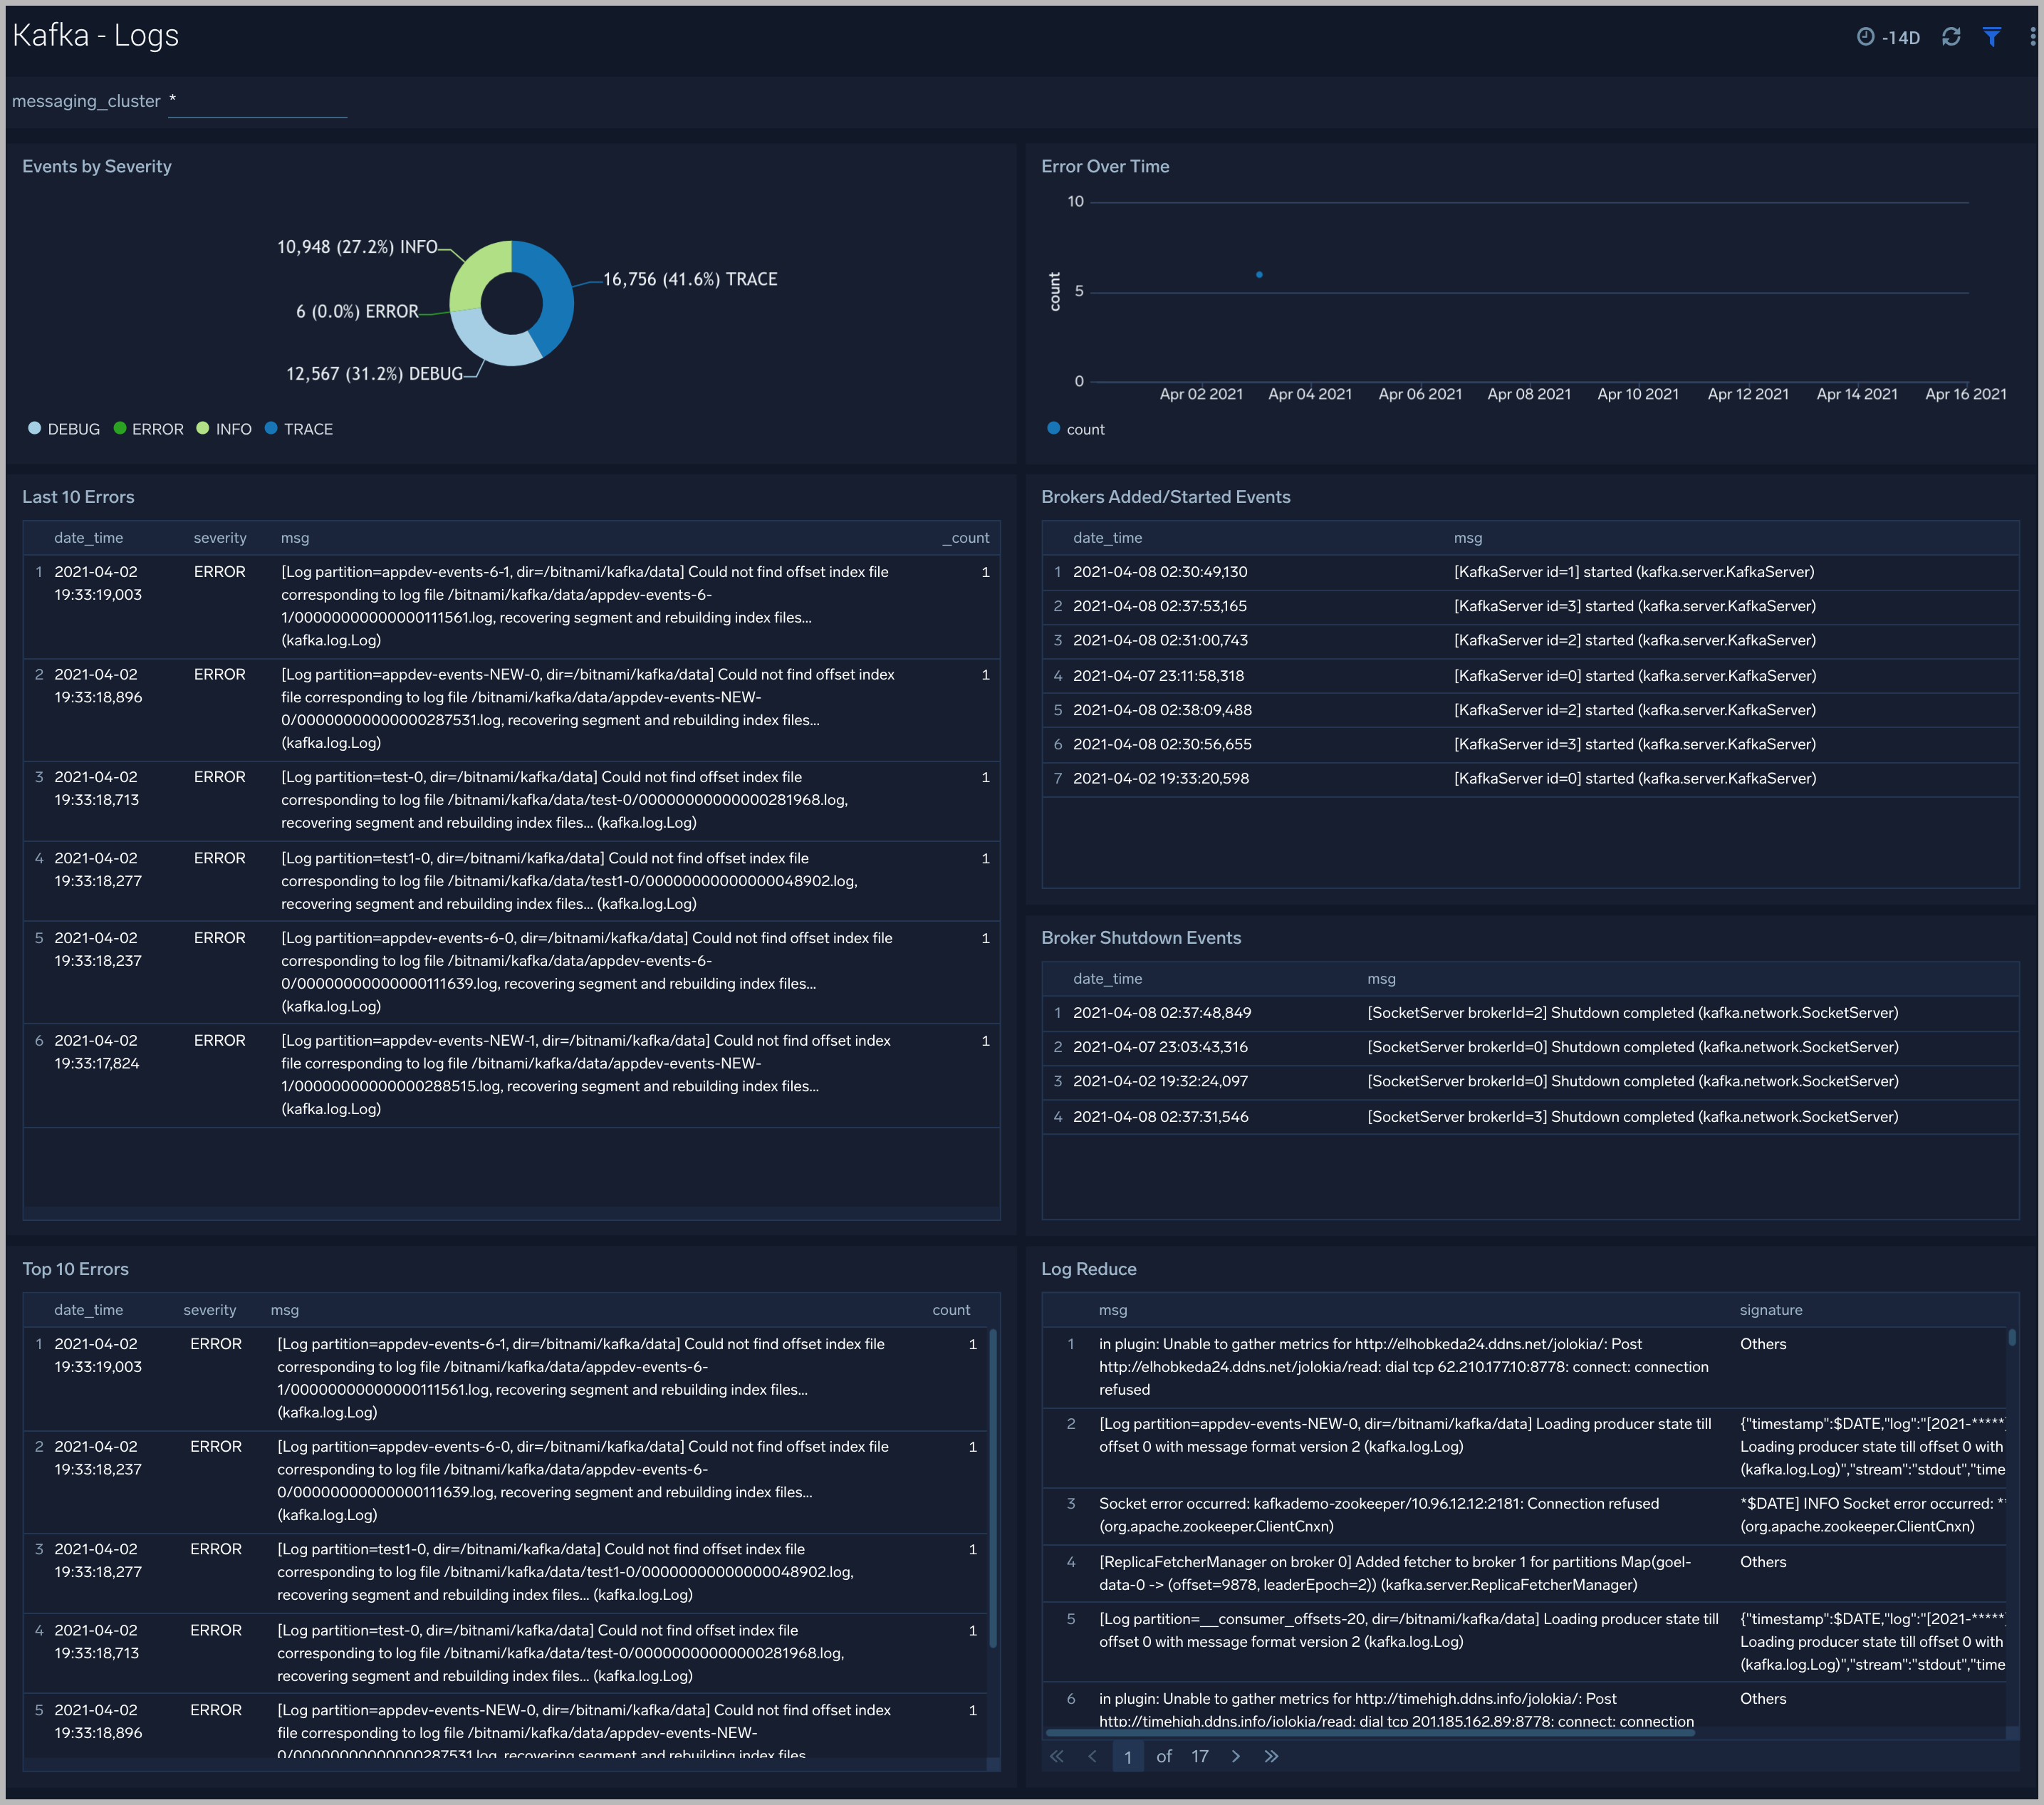 Kafka - Logs
-14D
messaging_cluster *
Events by Severity
10,948 (27.2%) INFO
16,756 (41.6%) TRACE
6 (0.0%) ERROR
12,567 (31.2%) DEBUG
DEBUG ERROR INFO TRACE
Error Over Time
10
5
0
count
Apr 02 2021 Apr 04 2021 Apr 06 2021 Apr 08 2021 Apr 10 2021 Apr 12 2021 Apr 14 2021 Apr 16 2021
count
Last 10 Errors
date_time severity msg _count
1 2021-04-02 ERROR [Log partition=appdev-events-6-1, dir=/bitnami/kafka/data] Could not find offset index file 1
19:33:19,003 corresponding to log file /bitnami/kafka/data/appdev-events-6-
1/00000000000000111561.log, recovering segment and rebuilding index files...
(kafka.log.Log)
2 2021-04-02 ERROR [Log partition=appdev-events-NEW-0, dir=/bitnami/kafka/data] Could not find offset index 1
19:33:18,896 file corresponding to log file /bitnami/kafka/data/appdev-events-NEW-
0/00000000000000287531.log, recovering segment and rebuilding index files...
(kafka.log.Log)
3 2021-04-02 ERROR [Log partition=test-0, dir=/bitnami/kafka/data] Could not find offset index file 1
19:33:18,713 corresponding to log file /bitnami/kafka/data/test-0/00000000000000281968.log,
recovering segment and rebuilding index files... (kafka.log.Log)
4 2021-04-02 ERROR [Log partition=test1-0, dir=/bitnami/kafka/data] Could not find offset index file 1
19:33:18,277 corresponding to log file /bitnami/kafka/data/test1-0/00000000000000048902.log,
recovering segment and rebuilding index files... (kafka.log.Log)
5 2021-04-02 ERROR [Log partition=appdev-events-6-0, dir=/bitnami/kafka/data] Could not find offset index file 1
19:33:18,237 corresponding to log file /bitnami/kafka/data/appdev-events-6-
0/00000000000000111639.log, recovering segment and rebuilding index files...
(kafka.log.Log)
6 2021-04-02 ERROR [Log partition=appdev-events-NEW-1, dir=/bitnami/kafka/data] Could not find offset index 1
19:33:17,824 file corresponding to log file /bitnami/kafka/data/appdev-events-NEW-
1/00000000000000288515.log, recovering segment and rebuilding index files...
(kafka.log.Log)
Brokers Added/Started Events
date_time msg
1 2021-04-08 02:30:49,130 [KafkaServer id=1] started (kafka.server.KafkaServer)
2 2021-04-08 02:37:53,165 [KafkaServer id=3] started (kafka.server.KafkaServer)
3 2021-04-08 02:31:00,743 [KafkaServer id=2] started (kafka.server.KafkaServer)
4 2021-04-07 23:11:58,318 [KafkaServer id=0] started (kafka.server.KafkaServer)
5 2021-04-08 02:38:09,488 [KafkaServer id=2] started (kafka.server.KafkaServer)
6 2021-04-08 02:30:56,655 [KafkaServer id=3] started (kafka.server.KafkaServer)
7 2021-04-02 19:33:20,598 [KafkaServer id=0] started (kafka.server.KafkaServer)
Broker Shutdown Events
date_time msg
1 2021-04-08 02:37:48,849 [SocketServer brokerId=2] Shutdown completed (kafka.network.SocketServer)
2 2021-04-07 23:03:43,316 [SocketServer brokerId=0] Shutdown completed (kafka.network.SocketServer)
3 2021-04-02 19:32:24,097 [SocketServer brokerId=0] Shutdown completed (kafka.network.SocketServer)
4 2021-04-08 02:37:31,546 [SocketServer brokerId=3] Shutdown completed (kafka.network.SocketServer)
Top 10 Errors
date_time severity msg count
1 2021-04-02 ERROR [Log partition=appdev-events-6-1, dir=/bitnami/kafka/data] Could not find offset index file 1
19:33:19,003 corresponding to log file /bitnami/kafka/data/appdev-events-6-
1/00000000000000111561.log, recovering segment and rebuilding index files...
(kafka.log.Log)
2 2021-04-02 ERROR [Log partition=appdev-events-6-0, dir=/bitnami/kafka/data] Could not find offset index file 1
19:33:18,237 corresponding to log file /bitnami/kafka/data/appdev-events-6-
0/00000000000000111639.log, recovering segment and rebuilding index files...
(kafka.log.Log)
3 2021-04-02 ERROR [Log partition=test1-0, dir=/bitnami/kafka/data] Could not find offset index file 1
19:33:18,277 corresponding to log file /bitnami/kafka/data/test1-0/00000000000000048902.log,
recovering segment and rebuilding index files... (kafka.log.Log)
4 2021-04-02 ERROR [Log partition=test-0, dir=/bitnami/kafka/data] Could not find offset index file 1
19:33:18,713 corresponding to log file /bitnami/kafka/data/test-0/00000000000000281968.log,
recovering segment and rebuilding index files... (kafka.log.Log)
5 2021-04-02 ERROR [Log partition=appdev-events-NEW-0, dir=/bitnami/kafka/data] Could not find offset index 1
19:33:18,896 file corresponding to log file /bitnami/kafka/data/appdev-events-NEW-
0/00000000000000287531.log, recovering segment and rebuilding index files
Log Reduce
msg signature
1 in plugin: Unable to gather metrics for http://elhobkeda24.ddns.net/jolokia/: Post Others
http://elhobkeda24.ddns.net/jolokia/read: dial tcp 62.210.177.10:8778: connect: connection
refused
2 [Log partition=appdev-events-NEW-0, dir=/bitnami/kafka/data] Loading producer state till {"timestamp":$DATE,"log":"[2021-*****]
offset 0 with message format version 2 (kafka.log.Log) Loading producer state till offset 0 with
(kafka.log.Log)","stream":"stdout","time
3 Socket error occurred: kafkademo-zookeeper/10.96.12.12:2181: Connection refused *$DATE] INFO Socket error occurred: **
(org.apache.zookeeper.ClientCnxn) (org.apache.zookeeper.ClientCnxn)
4 [ReplicaFetcherManager on broker 0] Added fetcher to broker 1 for partitions Map(goel- Others
data-0 -> (offset=9878, leaderEpoch=2)) (kafka.server.ReplicaFetcherManager)
5 [Log partition=__consumer_offsets-20, dir=/bitnami/kafka/data] Loading producer state till {"timestamp":$DATE,"log":"[2021-*****]
offset 0 with message format version 2 (kafka.log.Log) Loading producer state till offset 0 with
(kafka.log.Log)","stream":"stdout","time
6 in plugin: Unable to gather metrics for http://timehigh.ddns.info/jolokia/: Post Others
http://timehigh.ddns.info/jolokia/read: dial tcp 201.185.162.89:8778: connect: connection
1 of 17